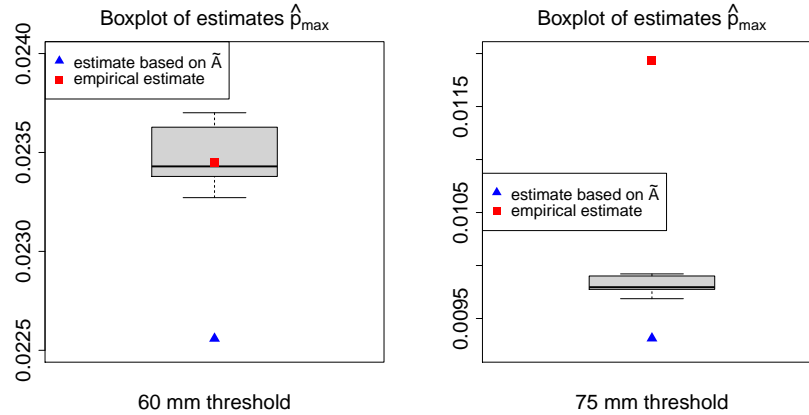 Boxplot of estimates p̂max
0.0240
0.0235
0.0230
0.0225
estimate based on Ã
empirical estimate
60 mm threshold
Boxplot of estimates p̂max
0.0115
0.0105
0.0095
estimate based on Ã
empirical estimate
75 mm threshold